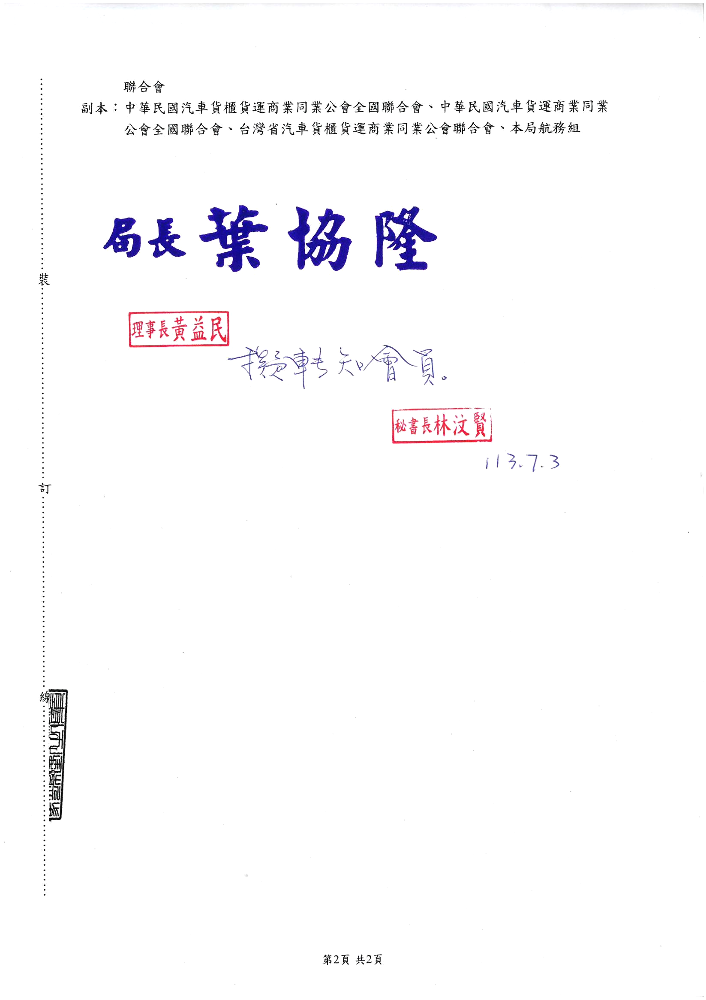 聯合會
副本：中華民國汽車貨櫃貨運商業同業公會全國聯合會、中華民國汽車貨運商業同業
公會全國聯合會、台灣省汽車貨櫃貨運商業同業公會聯合會、本局航務組
局長 葉協隆
理事長黃益民
擬轉知會員。
秘書長林汶賢
113.7.3
裝
訂
線
第2頁 共2頁